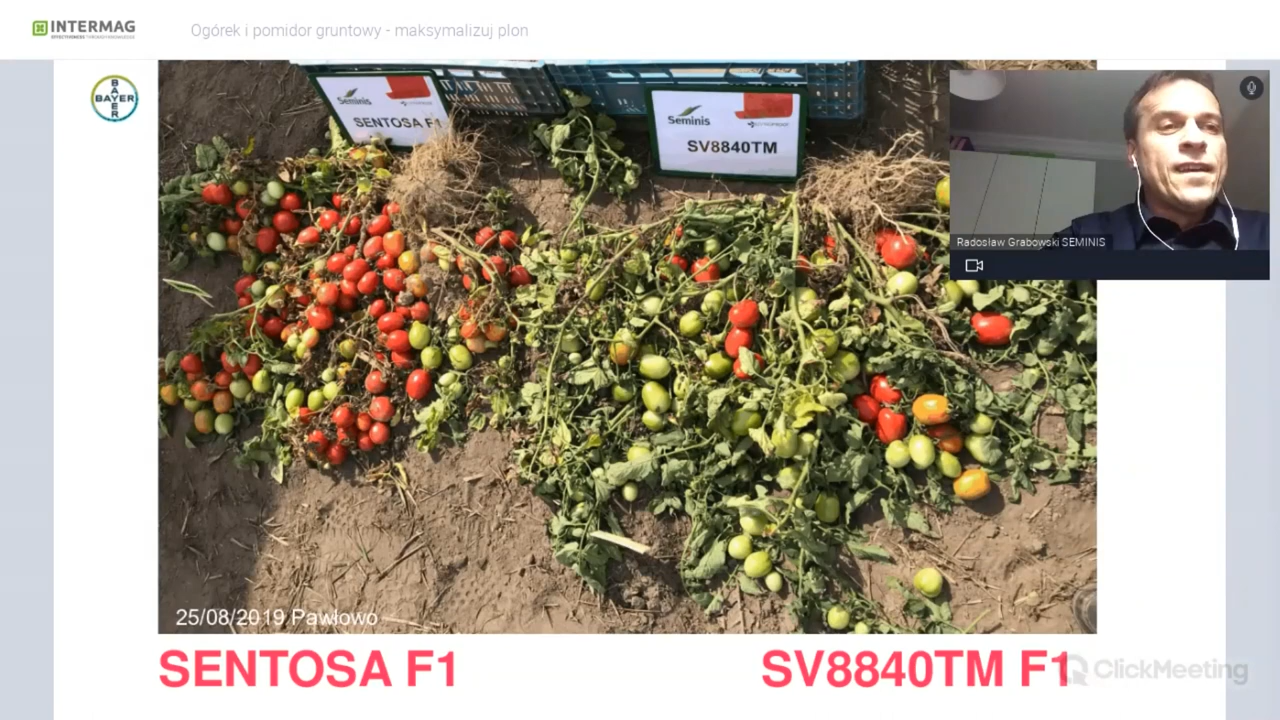 INTERMAG
Ogórek i pomidor gruntowy - maksymalizuj plon
BAYER
BAYER
Seminis
SENTOSA F1
Seminis
SV8840TM
Radosław Grabowski SEMINIS
25/08/2019 Pawłowo
SENTOSA F1
SV8840TM F1
ClickMeeting